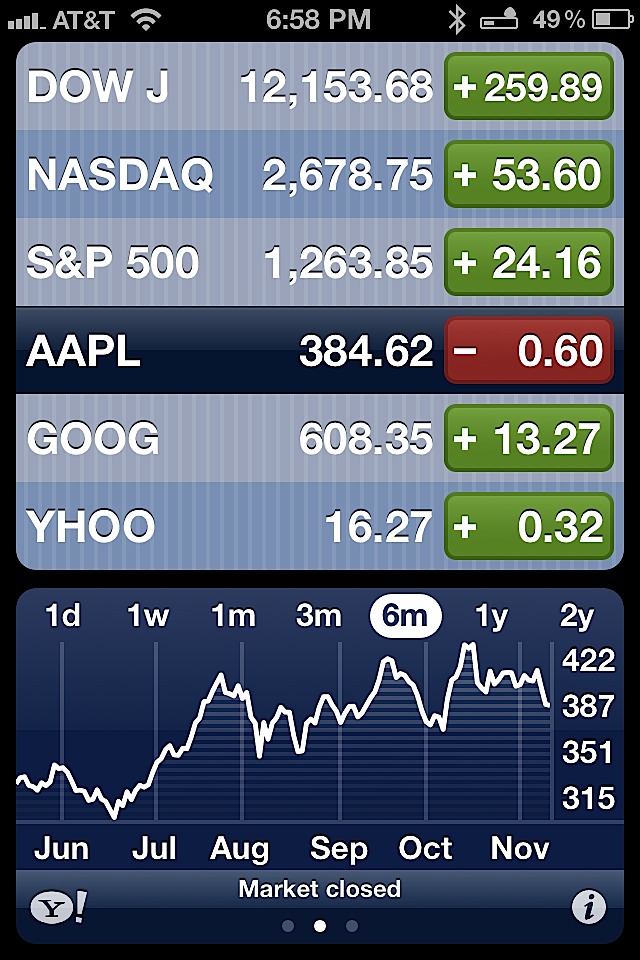 AT&T 6:58 PM 49%
DOW J 12,153.68 + 259.89
NASDAQ 2,678.75 + 53.60
S&P 500 1,263.85 + 24.16
AAPL 384.62 − 0.60
GOOG 608.35 + 13.27
YHOO 16.27 + 0.32
1d 1w 1m 3m 6m 1y 2y
422
387
351
315
Jun Jul Aug Sep Oct Nov
Market closed
Y! i